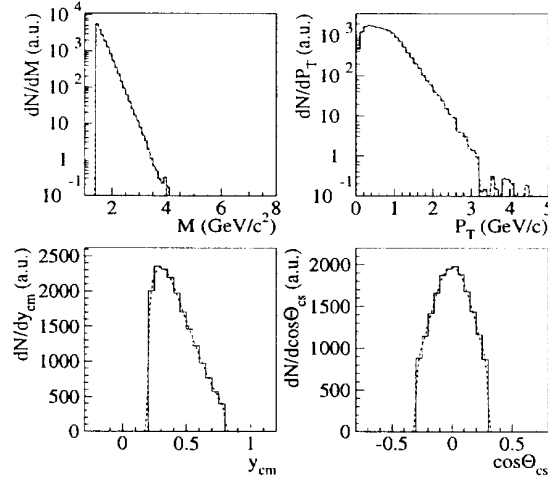 dN/dM (a.u.)
10^4
10^3
10^2
10
1
10^-1
2 4 6 8
M (GeV/c^2)
dN/dP_T (a.u.)
10^3
10^2
10
1
10^-1
0 1 2 3 4 5
P_T (GeV/c)
dN/dy_cm (a.u.)
2500
2000
1500
1000
500
0
0 0.5 1
y_cm
dN/dcosΘ_cs (a.u.)
2000
1500
1000
500
0
-0.5 0 0.5
cosΘ_cs